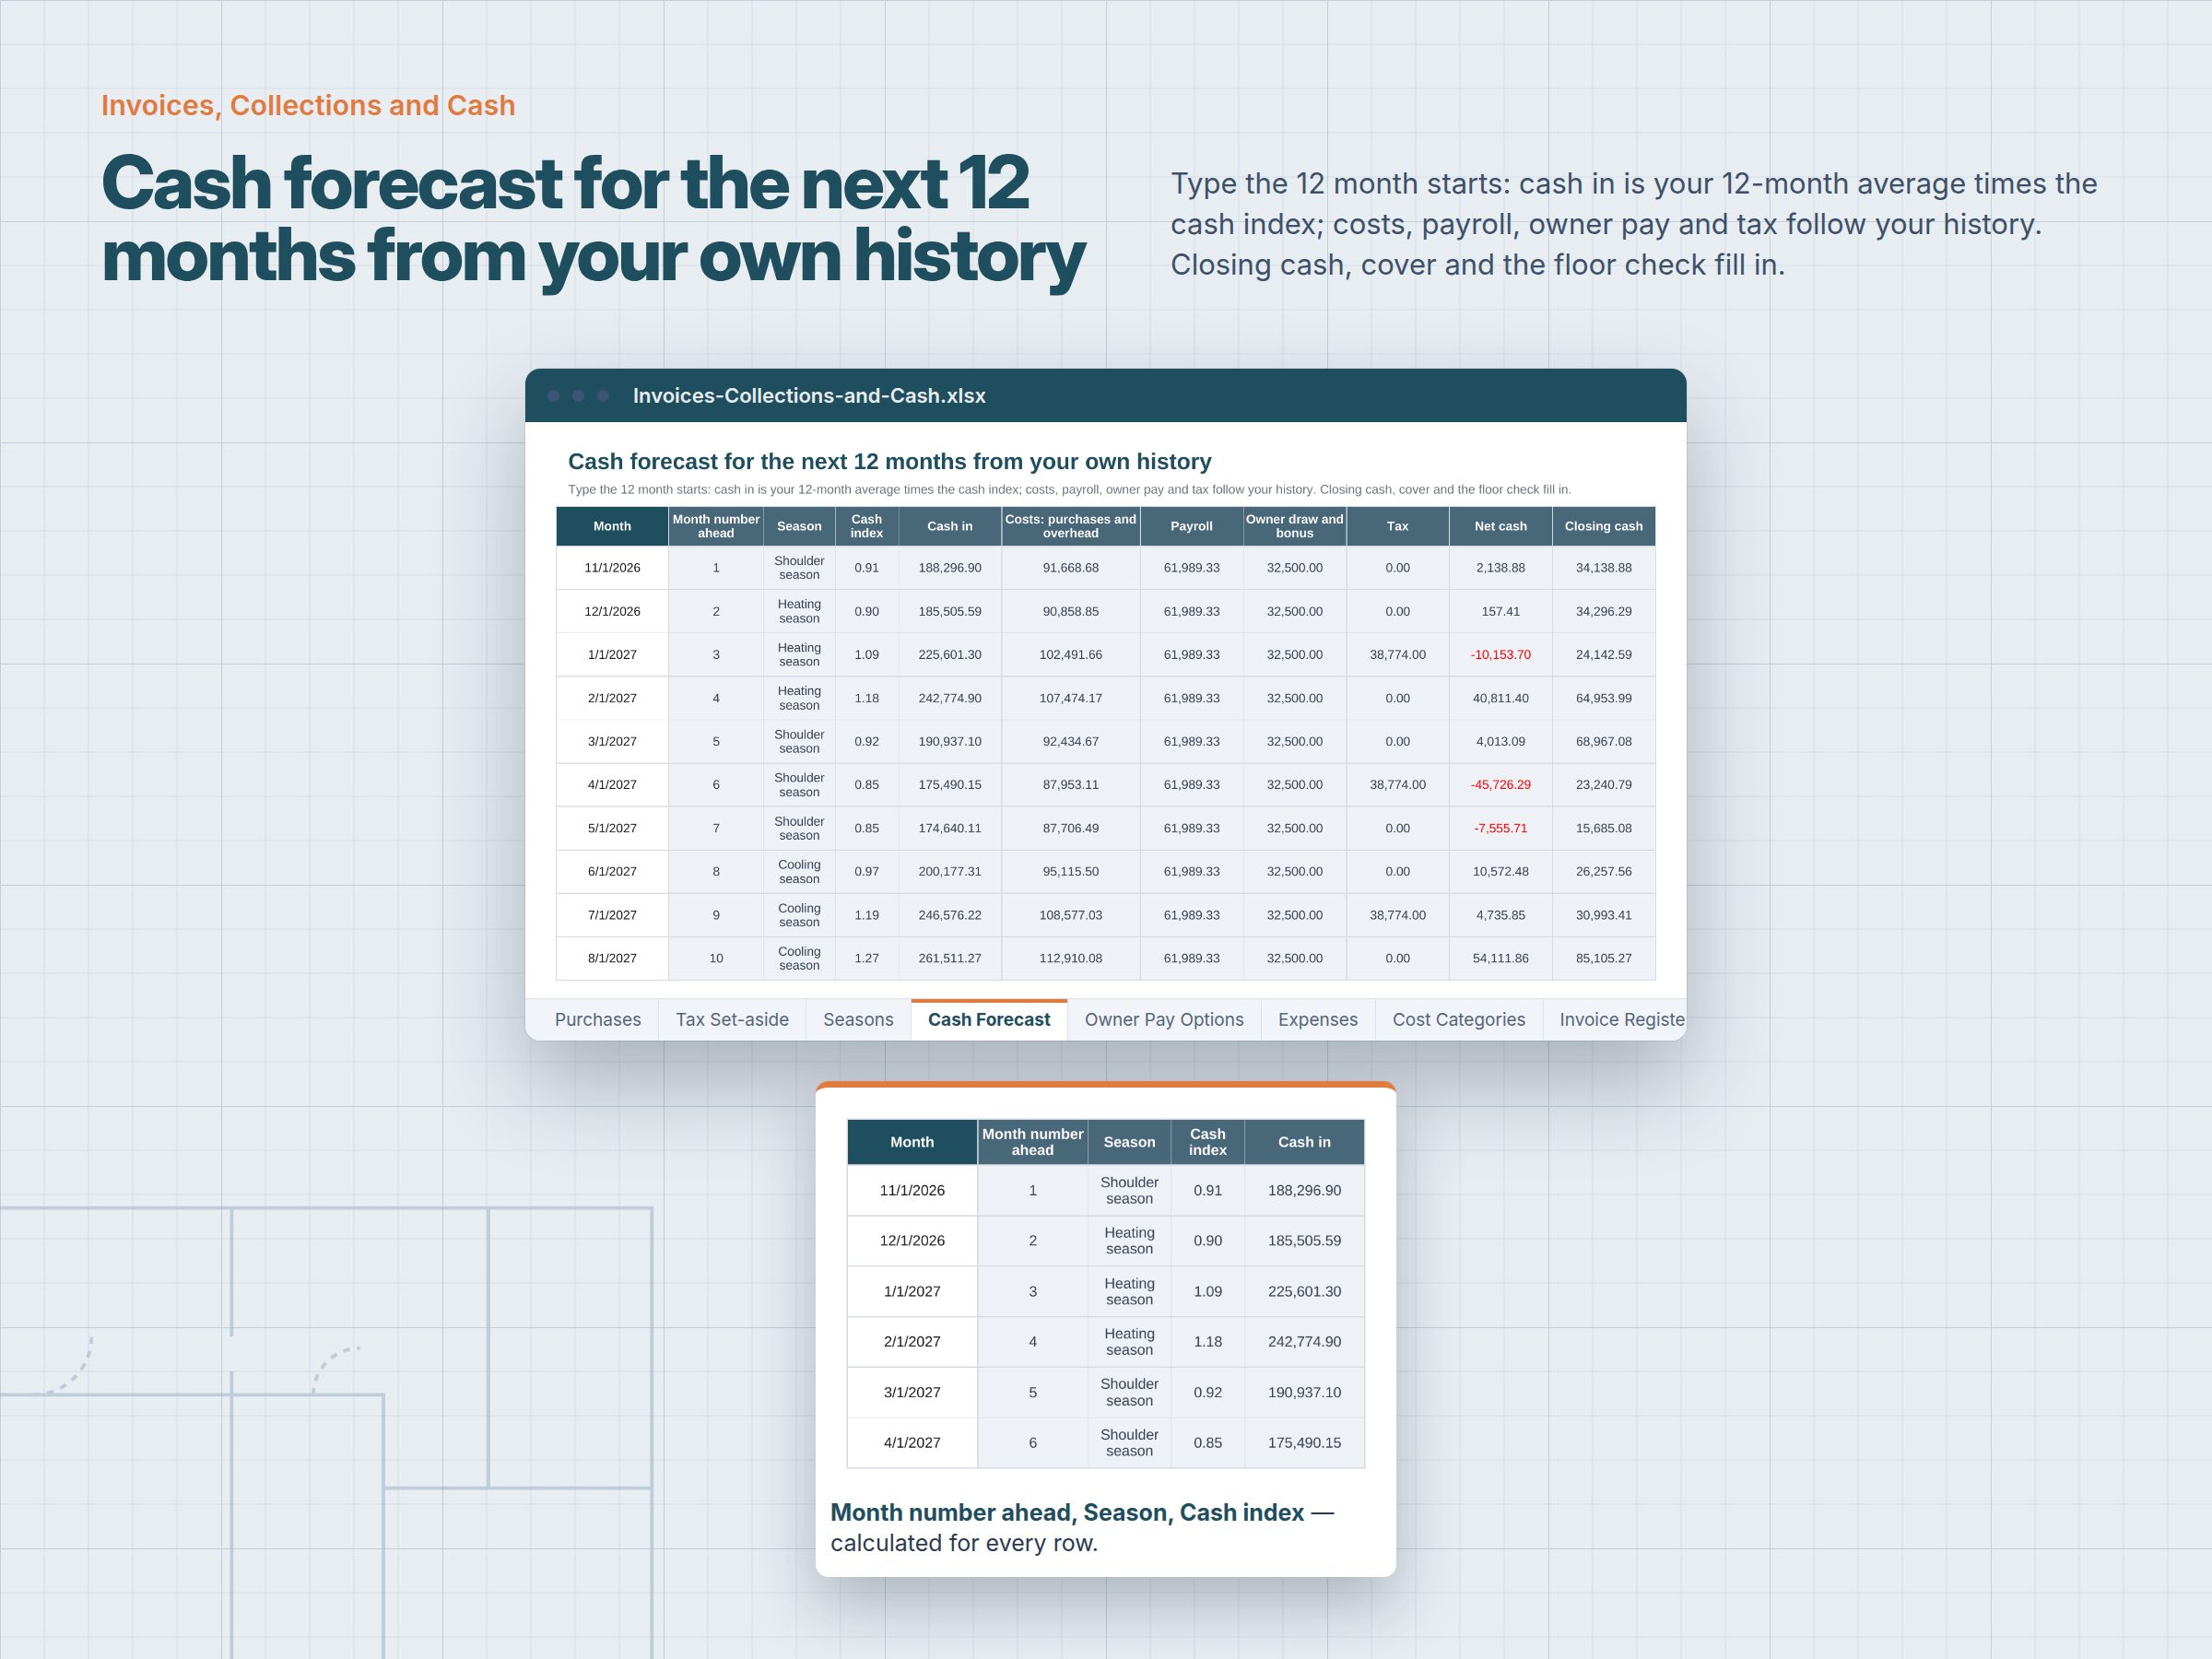 Invoices, Collections and Cash
Cash forecast for the next 12
months from your own history
Type the 12 month starts: cash in is your 12-month average times the
cash index; costs, payroll, owner pay and tax follow your history.
Closing cash, cover and the floor check fill in.
Invoices-Collections-and-Cash.xlsx
Cash forecast for the next 12 months from your own history
Type the 12 month starts: cash in is your 12-month average times the cash index; costs, payroll, owner pay and tax follow your history. Closing cash, cover and the floor check fill in.
Month Month number ahead Season Cash index Cash in Costs: purchases and overhead Payroll Owner draw and bonus Tax Net cash Closing cash
11/1/2026 1 Shoulder season 0.91 188,296.90 91,668.68 61,989.33 32,500.00 0.00 2,138.88 34,138.88
12/1/2026 2 Heating season 0.90 185,505.59 90,858.85 61,989.33 32,500.00 0.00 157.41 34,296.29
1/1/2027 3 Heating season 1.09 225,601.30 102,491.66 61,989.33 32,500.00 38,774.00 -10,153.70 24,142.59
2/1/2027 4 Heating season 1.18 242,774.90 107,474.17 61,989.33 32,500.00 0.00 40,811.40 64,953.99
3/1/2027 5 Shoulder season 0.92 190,937.10 92,434.67 61,989.33 32,500.00 0.00 4,013.09 68,967.08
4/1/2027 6 Shoulder season 0.85 175,490.15 87,953.11 61,989.33 32,500.00 38,774.00 -45,726.29 23,240.79
5/1/2027 7 Shoulder season 0.85 174,640.11 87,706.49 61,989.33 32,500.00 0.00 -7,555.71 15,685.08
6/1/2027 8 Cooling season 0.97 200,177.31 95,115.50 61,989.33 32,500.00 0.00 10,572.48 26,257.56
7/1/2027 9 Cooling season 1.19 246,576.22 108,577.03 61,989.33 32,500.00 38,774.00 4,735.85 30,993.41
8/1/2027 10 Cooling season 1.27 261,511.27 112,910.08 61,989.33 32,500.00 0.00 54,111.86 85,105.27
Purchases Tax Set-aside Seasons Cash Forecast Owner Pay Options Expenses Cost Categories Invoice Registe
Month Month number ahead Season Cash index Cash in
11/1/2026 1 Shoulder season 0.91 188,296.90
12/1/2026 2 Heating season 0.90 185,505.59
1/1/2027 3 Heating season 1.09 225,601.30
2/1/2027 4 Heating season 1.18 242,774.90
3/1/2027 5 Shoulder season 0.92 190,937.10
4/1/2027 6 Shoulder season 0.85 175,490.15
Month number ahead, Season, Cash index —
calculated for every row.